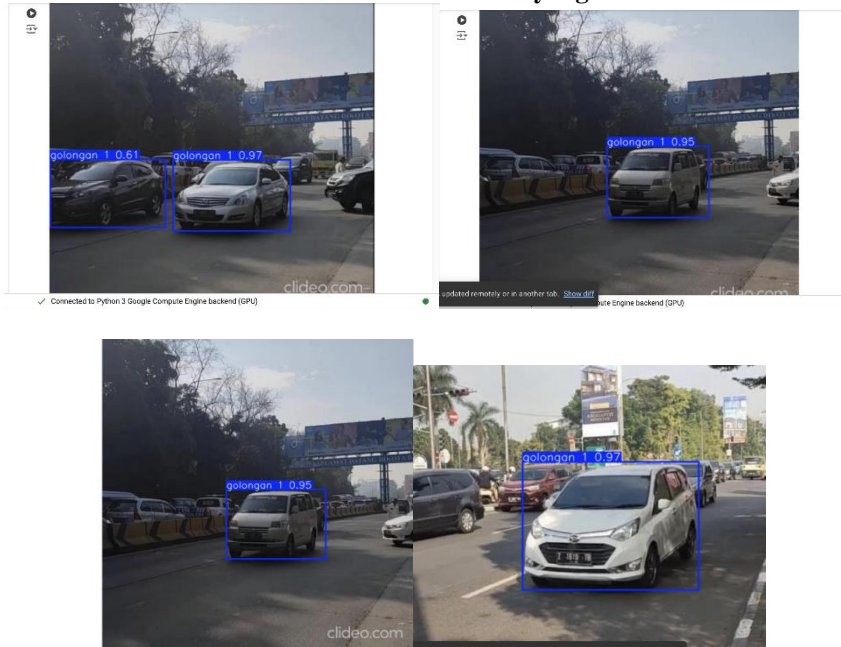 golongan 1 0.61
golongan 1 0.97
clideo.com
Connected to Python 3 Google Compute Engine backend (GPU)
golongan 1 0.95
clideo.com
updated remotely or in another tab. Show diff
oute Engine backend (GPU)
golongan 1 0.95
clideo.com
golongan 1 0.97